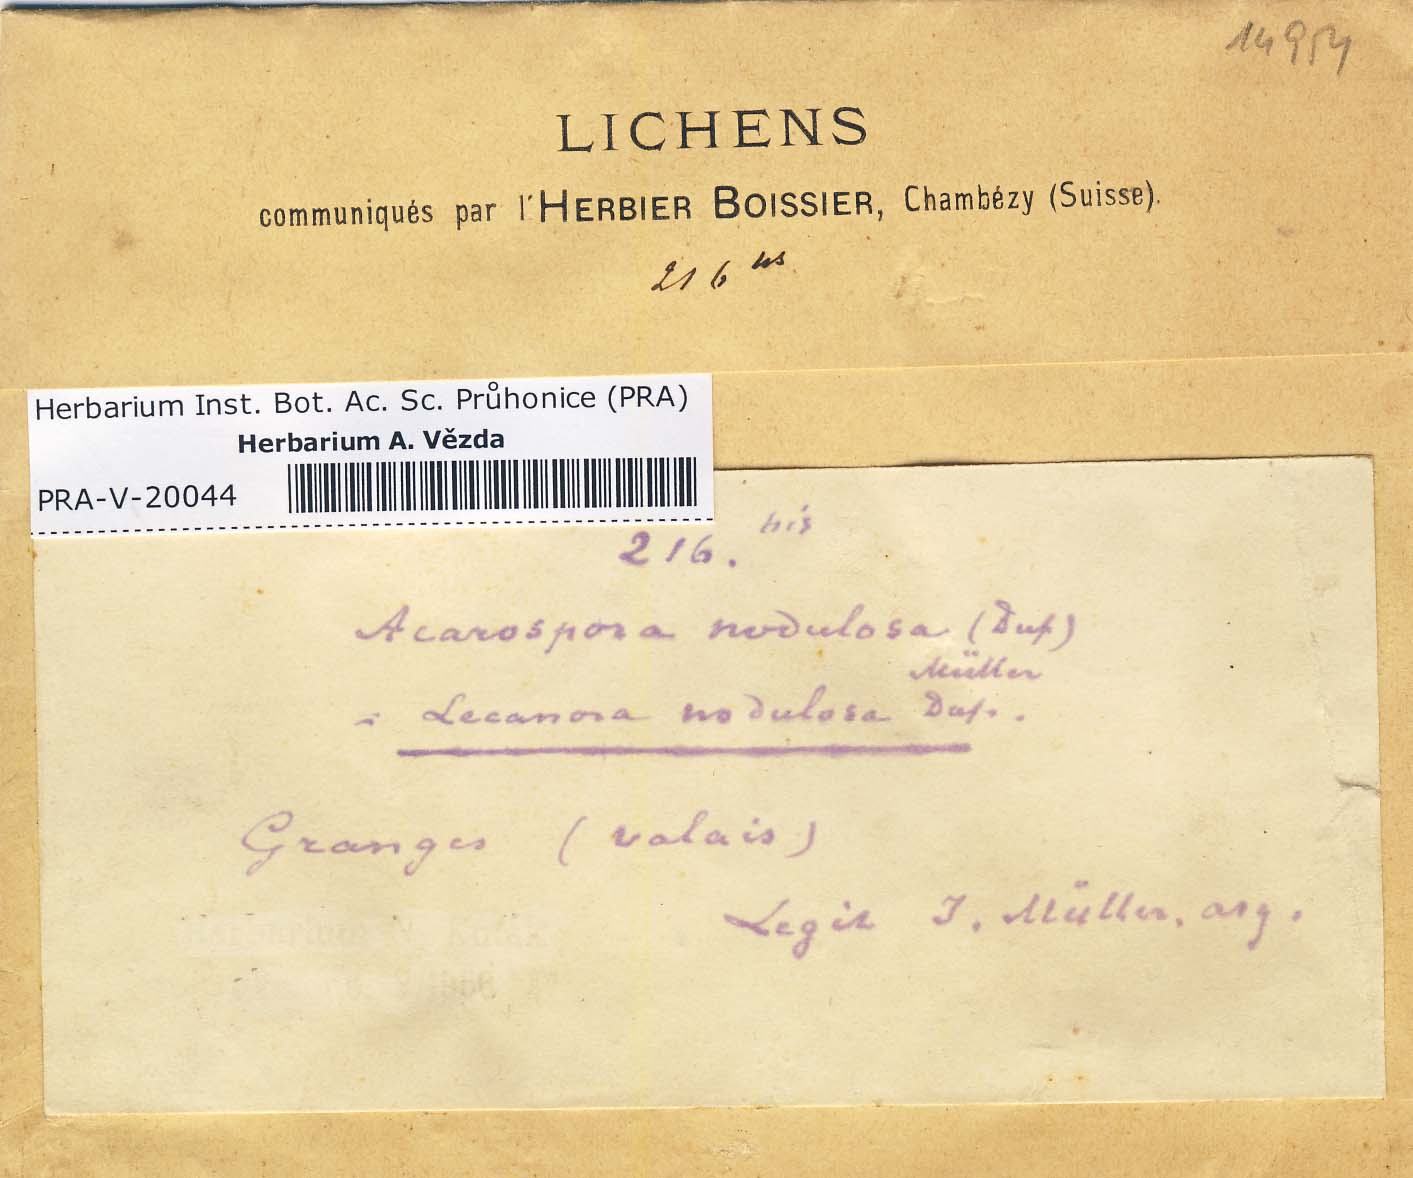 14954
LICHENS
communiqués par l'HERBIER BOISSIER, Chambézy (Suisse).
216 bis
Herbarium Inst. Bot. Ac. Sc. Průhonice (PRA)
Herbarium A. Vězda
PRA-V-20044
216. bis
Acarospora nodulosa (Duf)
Müller
Lecanora nodulosa Duf.
Granges (Valais)
Legit J. Müller, arg.